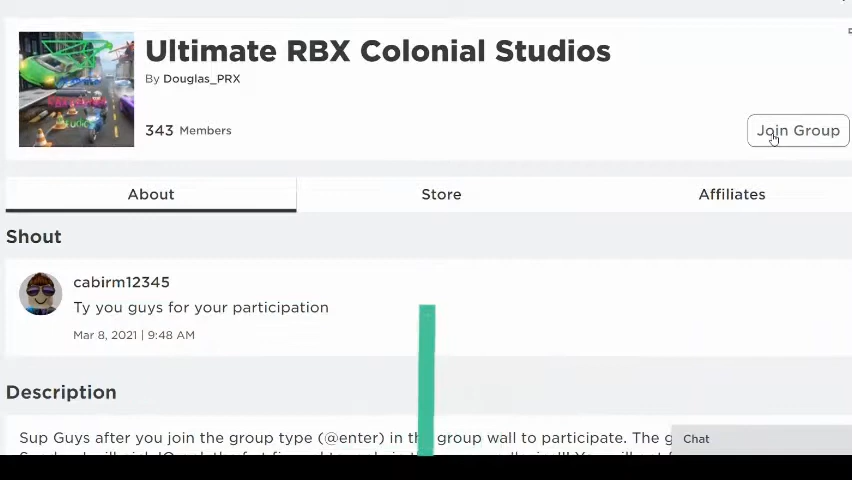 Ultimate RBX Colonial Studios
By Douglas_PRX
343 Members
Join Group
About
Store
Affiliates
Shout
cabirm12345
Ty you guys for your participation
Mar 8, 2021 | 9:48 AM
Description
Sup Guys after you join the group type (@enter) in the group wall to participate. The
Chat